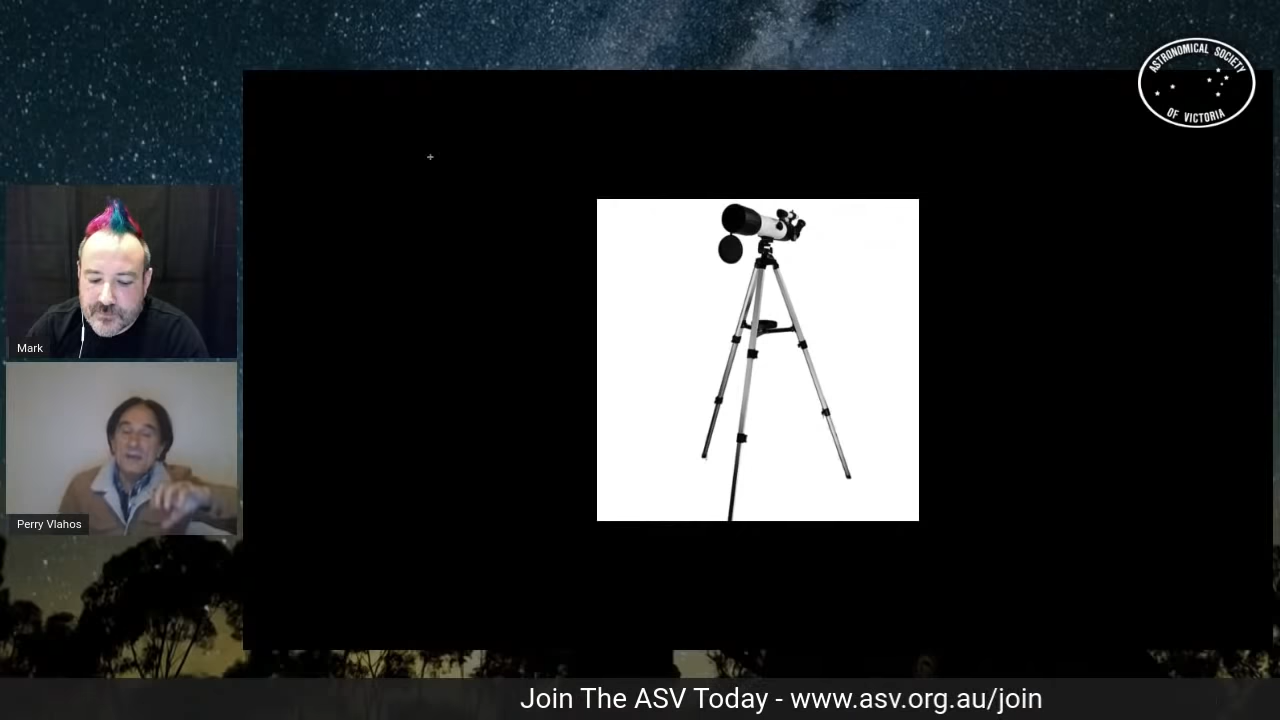 ASTRONOMICAL SOCIETY
OF VICTORIA
Mark
Perry Vlahos
Join The ASV Today - www.asv.org.au/join